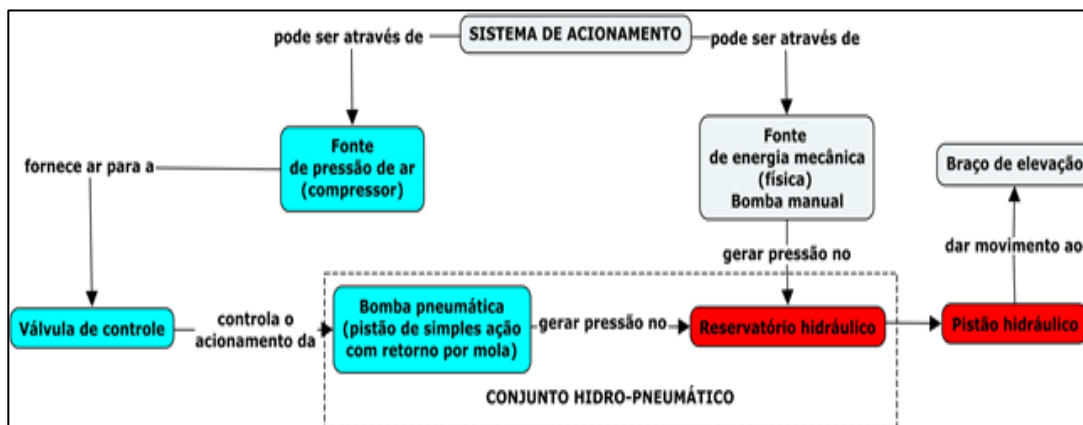 SISTEMA DE ACIONAMENTO
pode ser através de
pode ser através de
Fonte
de pressão de ar
(compressor)
Fonte
de energia mecânica
(física)
Bomba manual
fornece ar para a
Braço de elevação
gerar pressão no
dar movimento ao
Válvula de controle
controla o
acionamento da
Bomba pneumática
(pistão de simples ação
com retorno por mola)
gerar pressão no
Reservatório hidráulico
Pistão hidráulico
CONJUNTO HIDRO-PNEUMÁTICO